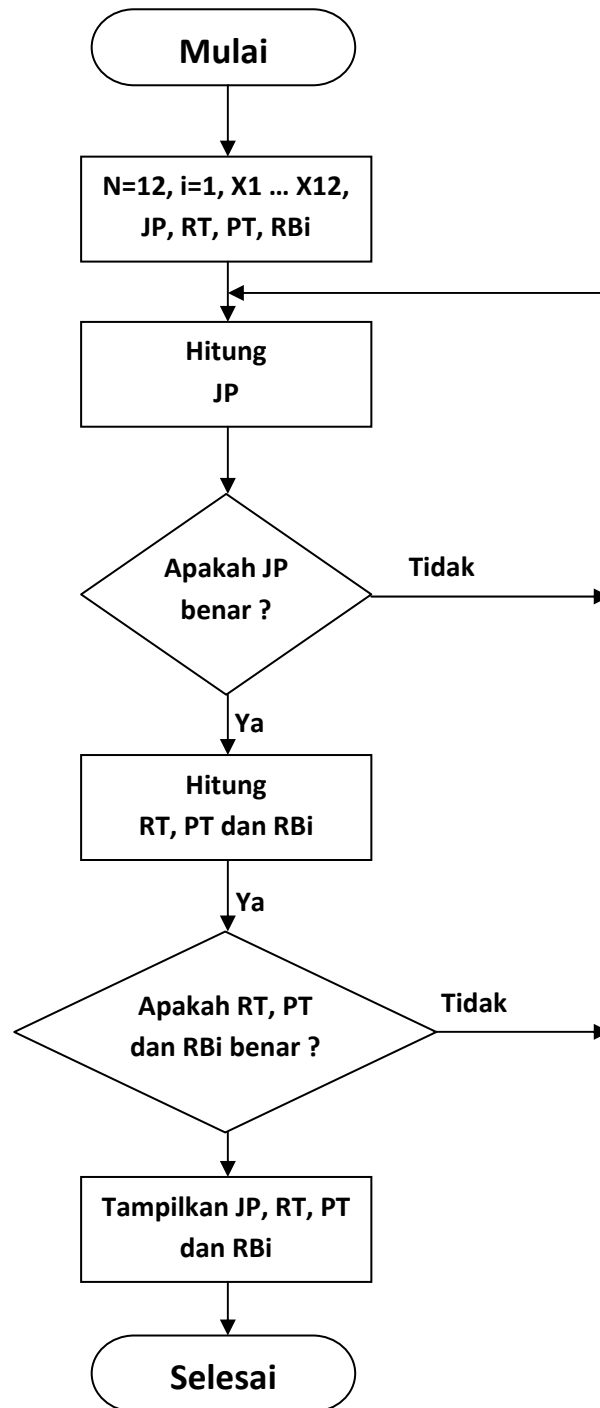 Mulai
N=12, i=1, X1 ... X12,
JP, RT, PT, RBi
Hitung
JP
Apakah JP
benar ?
Tidak
Ya
Hitung
RT, PT dan RBi
Ya
Apakah RT, PT
dan RBi benar ?
Tidak
Tampilkan JP, RT, PT
dan RBi
Selesai